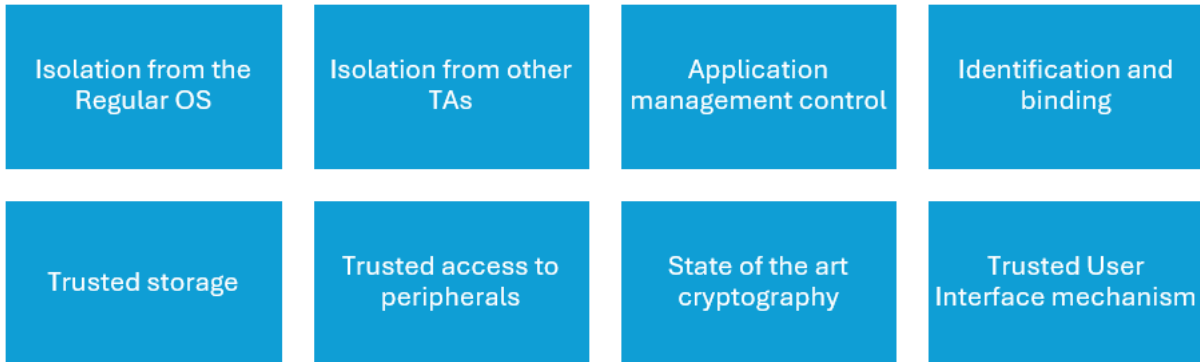 Isolation from the
Regular OS
Isolation from other
TAs
Application
management control
Identification and
binding
Trusted storage
Trusted access to
peripherals
State of the art
cryptography
Trusted User
Interface mechanism